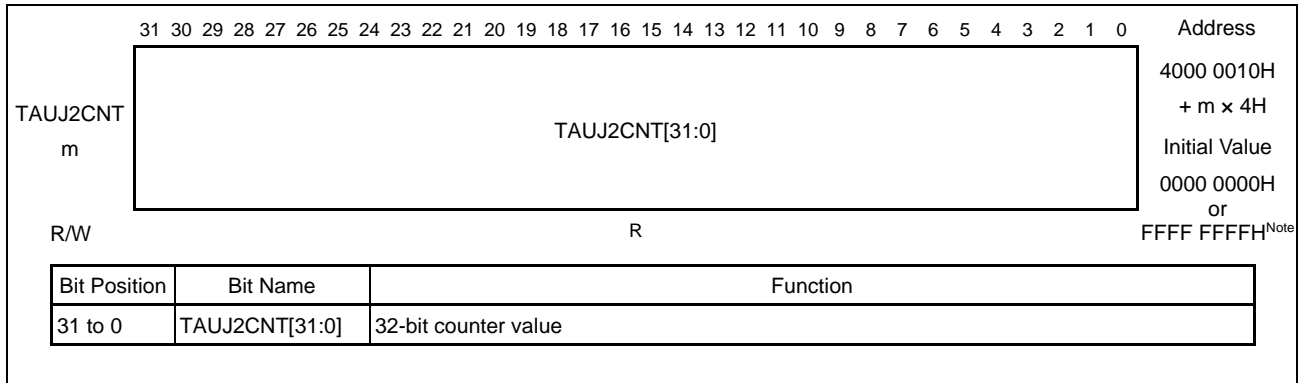 31 30 29 28 27 26 25 24 23 22 21 20 19 18 17 16 15 14 13 12 11 10 9 8 7 6 5 4 3 2 1 0 Address
4000 0010H
TAUJ2CNT + m × 4H
TAUJ2CNT[31:0]
m Initial Value
0000 0000H
or
R/W R FFFF FFFFHNote
Bit Position Bit Name Function
31 to 0 TAUJ2CNT[31:0] 32-bit counter value